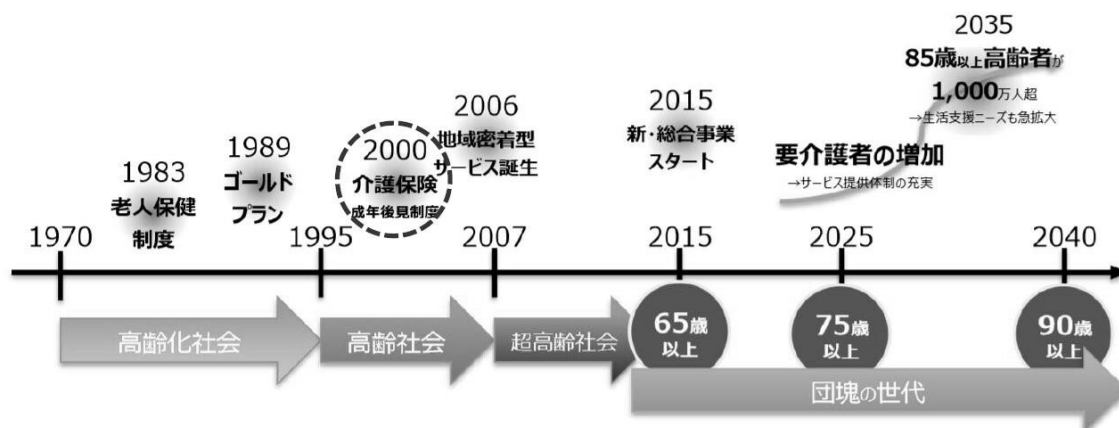 2035
85歳以上高齢者が
1,000万人超
→生活支援ニーズも急拡大
2015
新・総合事業
スタート
要介護者の増加
→サービス提供体制の充実
2006
地域密着型
サービス誕生
2000
介護保険
成年後見制度
1989
ゴールド
プラン
1983
老人保健
制度
1970
1995
2007
2015
2025
2040
高齢化社会
高齢社会
超高齢社会
65歳
以上
75歳
以上
90歳
以上
団塊の世代